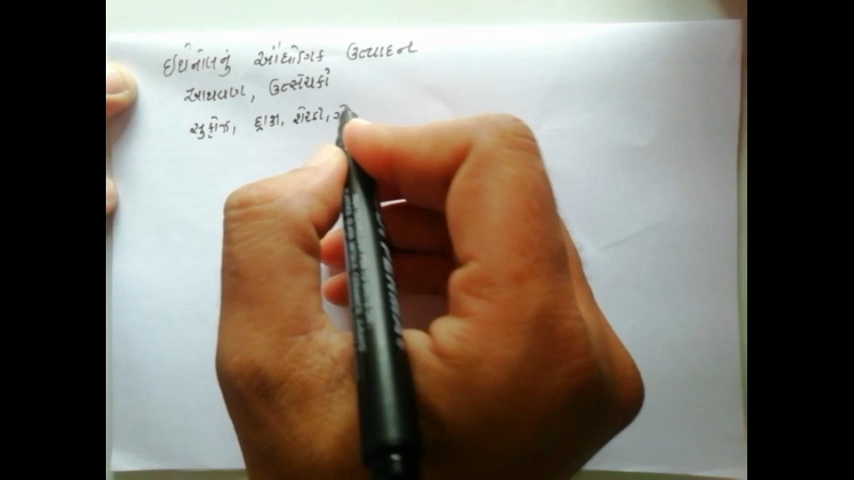 ઇથેનોલનું ઔદ્યોગિક ઉત્પાદન
આથવણ, ઉત્સેચકો
સુક્રોઝ, દ્રાક્ષ, શેરડી,